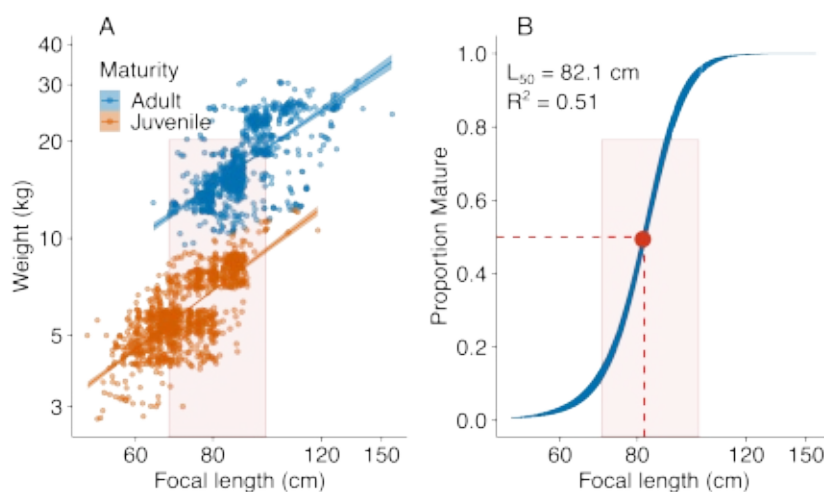 A
Maturity
Adult
Juvenile
Weight (kg)
40
30
20
10
5
3
60
80
120
150
Focal length (cm)
B
L50 = 82.1 cm
R² = 0.51
Proportion Mature
1.0
0.8
0.6
0.4
0.2
0.0
60
80
120
150
Focal length (cm)